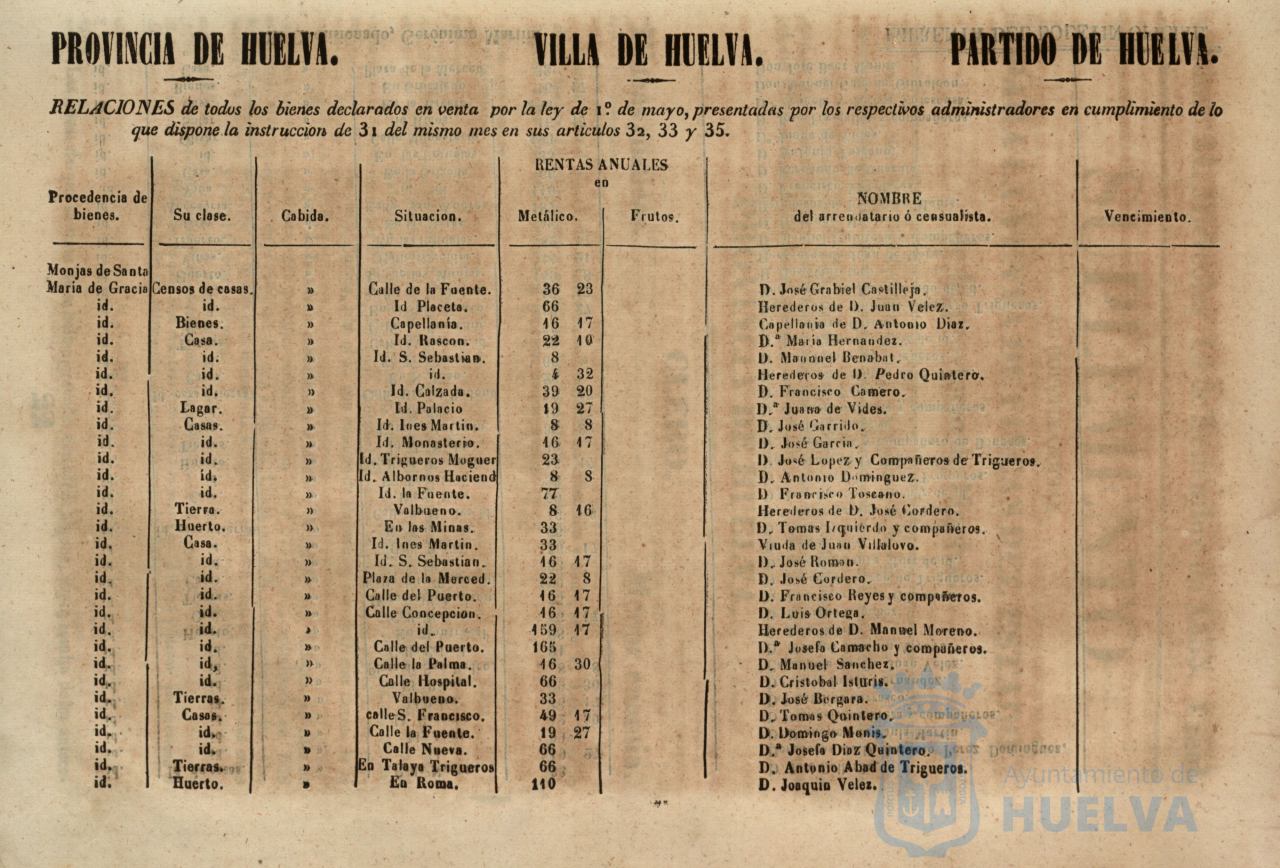 PROVINCIA DE HUELVA. VILLA DE HUELVA. PARTIDO DE HUELVA.
RELACIONES de todos los bienes declarados en venta por la ley de 1º. de mayo, presentadas por los respectivos administradores en cumplimiento de lo
que dispone la instruccion de 31 del mismo mes en sus articulos 32, 33 y 35.
RENTAS ANUALES
en
Procedencia de bienes. Su clase. Cabida. Situacion. Metálico. Frutos. NOMBRE del arrendatario ó censualista. Vencimiento.
Monjas de Santa
Maria de Gracia Censos de casas. » Calle de la Fuente. 36 23 D. José Grabiel Castilleja.
id. id. » Id Placeta. 66 Herederos de D. Juan Velez.
id. Bienes. » Capellanía. 16 17 Capellania de D. Antonio Diaz.
id. Casa. » Id. Rascon. 22 10 D.ª Maria Hernandez.
id. id. » Id. S. Sebastian. 8 D. Manunel Benabat.
id. id. » id. 4 32 Herederos de D. Pedro Quintero.
id. id. » Id. Calzada. 39 20 D. Francisco Camero.
id. Lagar. » Id. Palacio 19 27 D.ª Juana de Vides.
id. Casas. » Id. Ines Martin. 8 8 D. José Garrido.
id. id. » Id. Monasterio. 16 17 D. José Garcia.
id. id. » Id. Trigueros Moguer 23 D. José Lopez y Compañeros de Trigueros.
id. id. » Id. Albornos Haciend 8 8 D. Antonio Dominguez.
id. id. » Id. la Fuente. 77 D. Francisco Toscano.
id. Tierra. » Valbueno. 8 16 Herederos de D. José Cordero.
id. Huerto. » En las Minas. 33 D. Tomas Izquierdo y compañeros.
id. Casa. » Id. Ines Martin. 33 Viuda de Juan Villalovo.
id. id. » Id. S. Sebastian. 16 17 D. José Roman.
id. id. » Plaza de la Merced. 22 8 D. José Cordero.
id. id. » Calle del Puerto. 16 17 D. Francisco Reyes y compañeros.
id. id. » Calle Concepcion. 16 17 D. Luis Ortega.
id. id. » id. 159 17 Herederos de D. Manuel Moreno.
id. id. » Calle del Puerto. 165 D.ª Josefa Camacho y compañeros.
id. id, » Calle la Palma. 16 30 D. Manuel Sanchez.
id. id. » Calle Hospital. 66 D. Cristobal Isturis.
id. Tierras. » Valbueno. 33 D. José Bergara.
id. Casas. » calle S. Francisco. 49 17 D. Tomas Quintero.
id. id. » Calle la Fuente. 19 27 D. Domingo Monis.
id. id. » Calle Nueva. 66 D.ª Josefa Diaz Quintero.
id. Tierras. » En Talaya Trigueros 66 D. Antonio Abad de Trigueros.
id. Huerto. » En Roma. 110 D. Joaquin Velez.
Ayuntamiento de
HUELVA